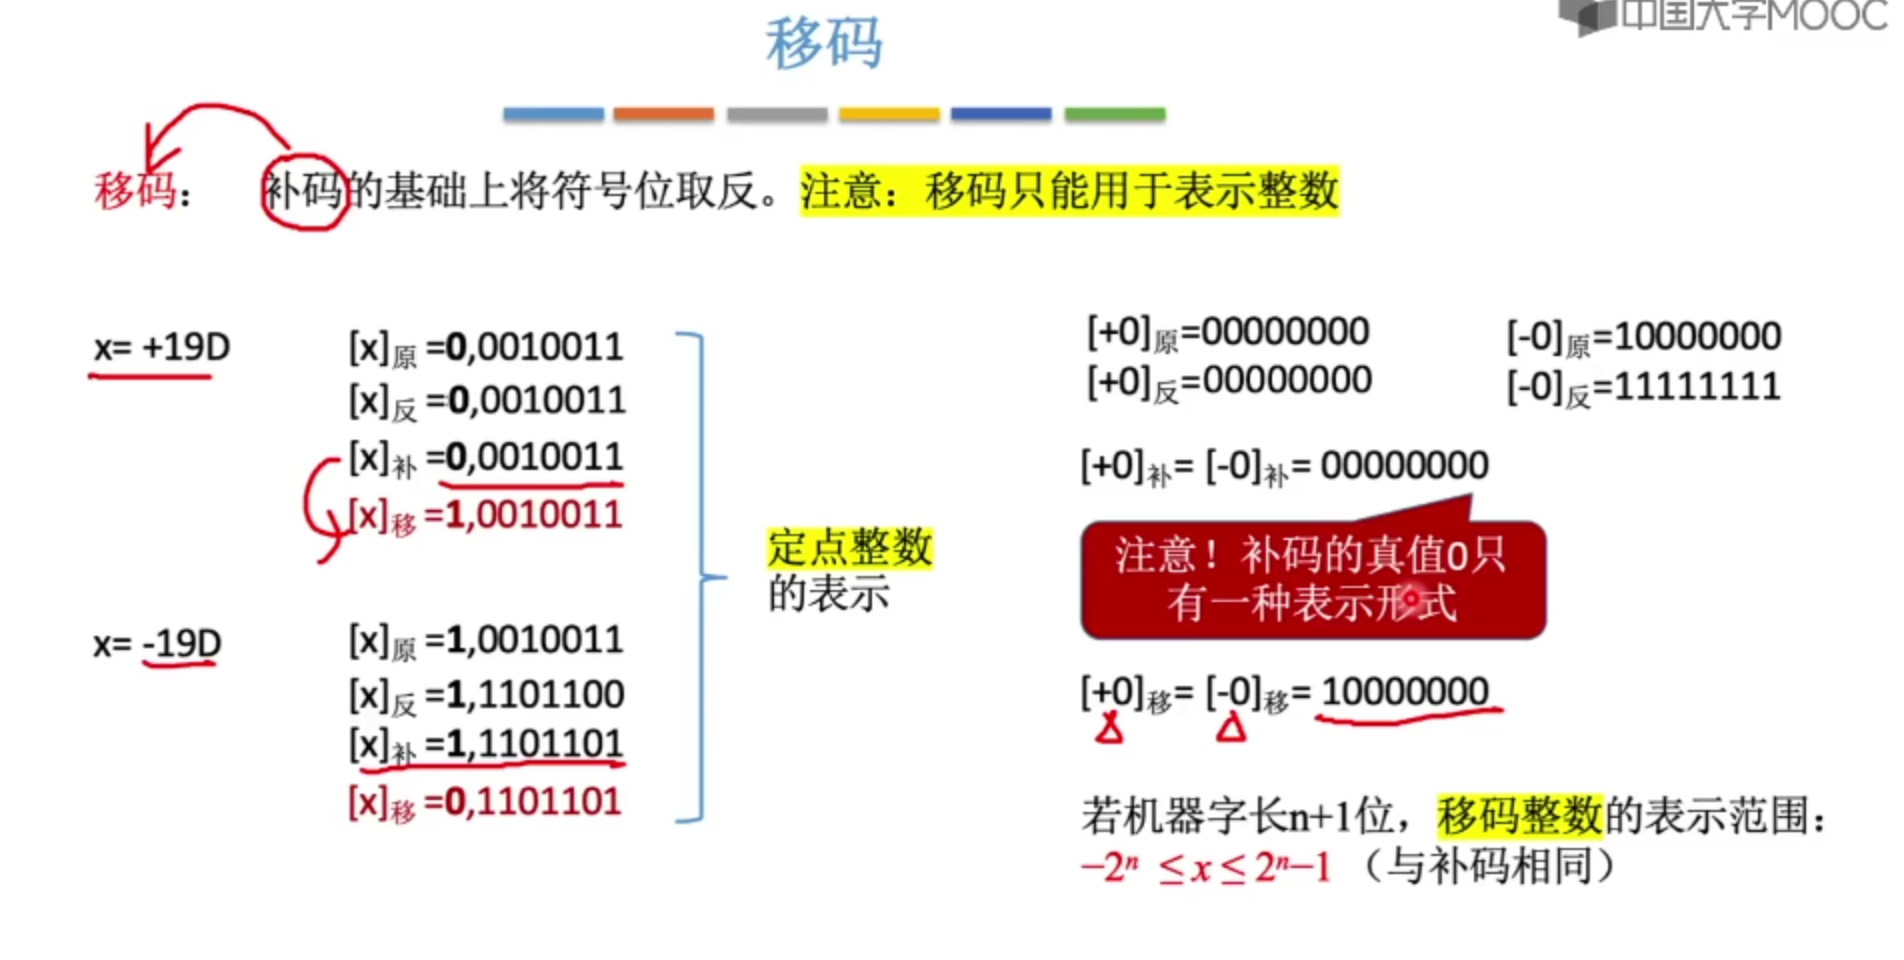 中国大学MOOC
移码
移码： 补码的基础上将符号位取反。注意：移码只能用于表示整数
x= +19D
[x]原 =0,0010011
[x]反 =0,0010011
[x]补 =0,0010011
[x]移 =1,0010011
x= -19D
[x]原 =1,0010011
[x]反 =1,1101100
[x]补 =1,1101101
[x]移 =0,1101101
定点整数
的表示
[+0]原=00000000 [-0]原=10000000
[+0]反=00000000 [-0]反=11111111
[+0]补= [-0]补= 00000000
注意！补码的真值0只
有一种表示形式
[+0]移= [-0]移= 10000000
若机器字长n+1位，移码整数的表示范围：
−2ⁿ ≤ x ≤ 2ⁿ−1 （与补码相同）